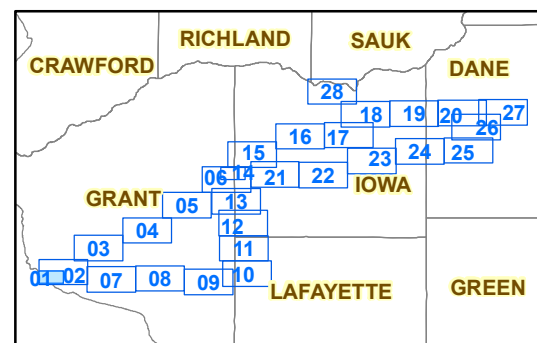 RICHLAND SAUK
CRAWFORD DANE
28
18 19 20 27
16 17 26
15 23 24 25
06 14 21 22 IOWA
GRANT 05 13
04 12
03 11
01 02 07 08 09 10
LAFAYETTE GREEN